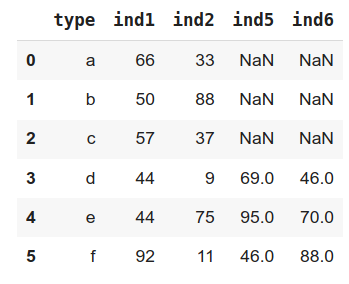 type ind1 ind2 ind5 ind6
0 a 66 33 NaN NaN
1 b 50 88 NaN NaN
2 c 57 37 NaN NaN
3 d 44 9 69.0 46.0
4 e 44 75 95.0 70.0
5 f 92 11 46.0 88.0